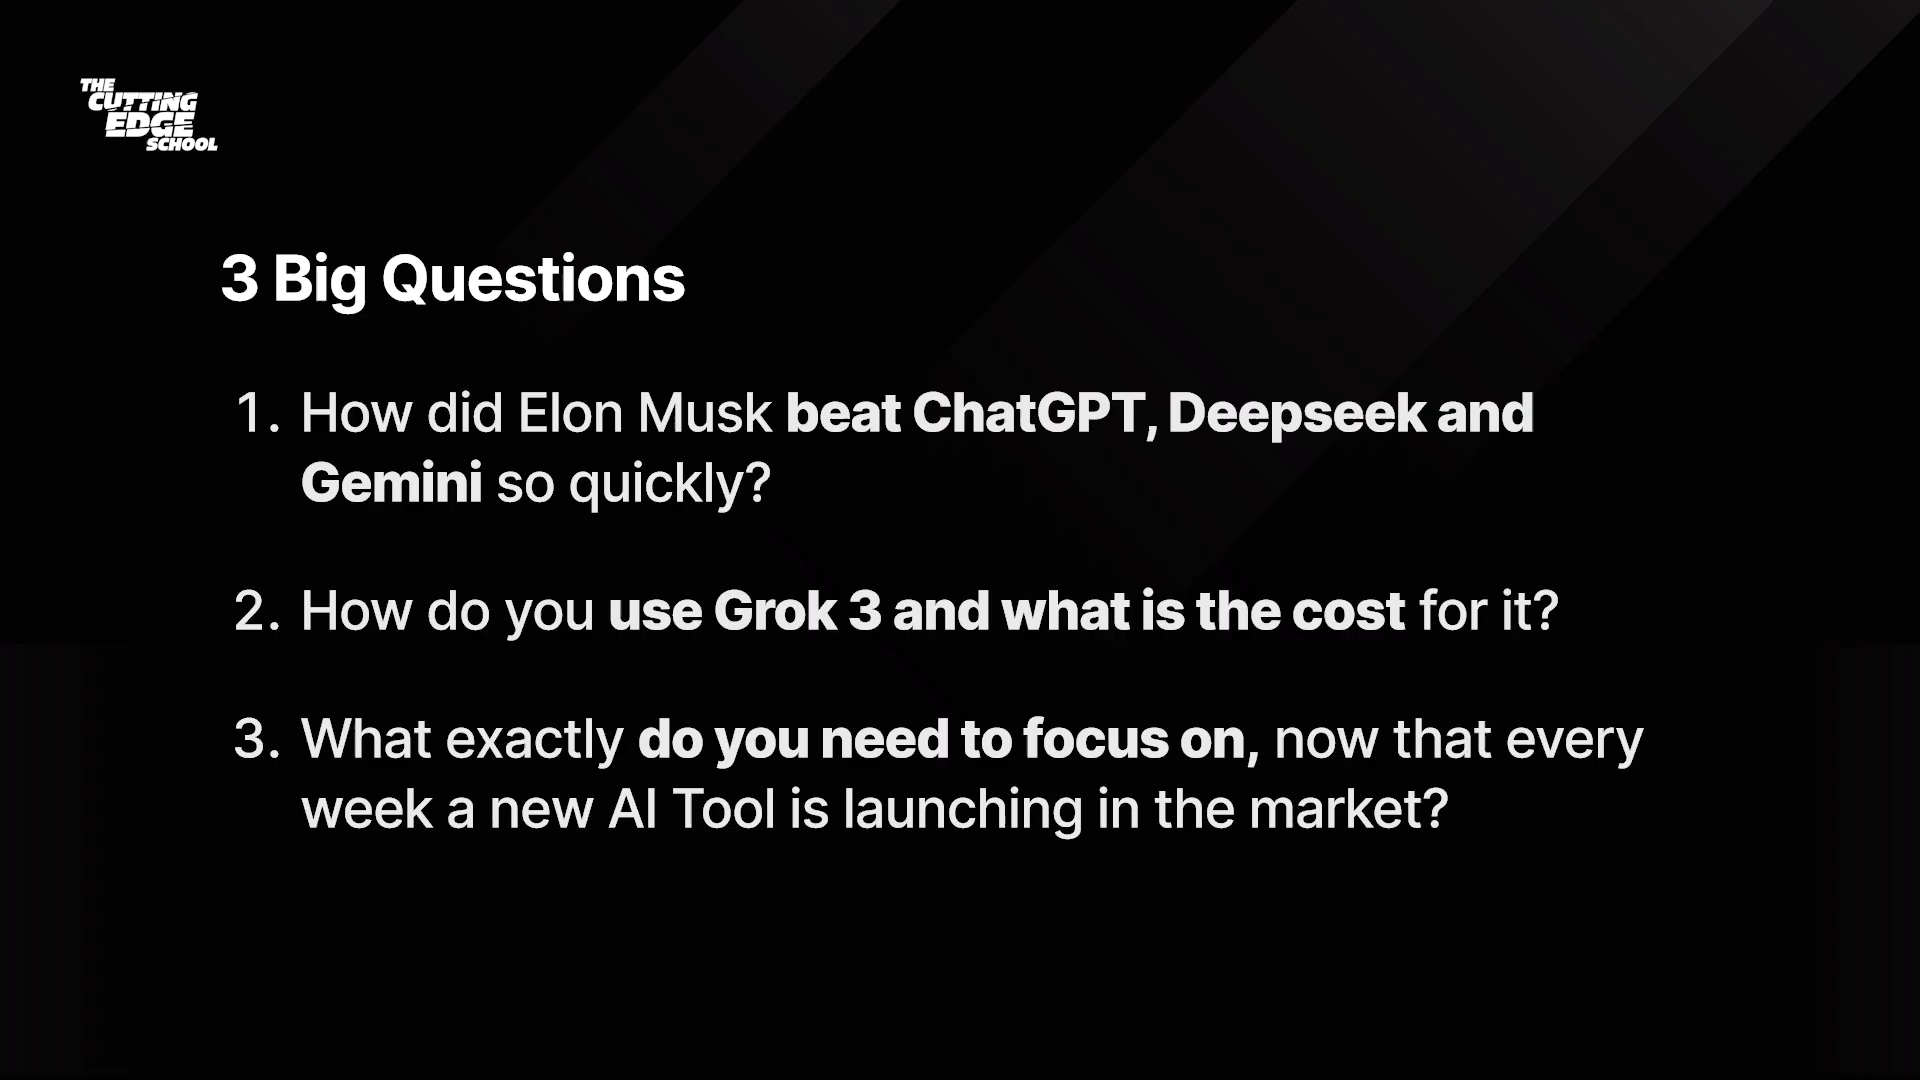 THE
CUTTING
EDGE
SCHOOL
3 Big Questions
1. How did Elon Musk beat ChatGPT, Deepseek and
Gemini so quickly?
2. How do you use Grok 3 and what is the cost for it?
3. What exactly do you need to focus on, now that every
week a new AI Tool is launching in the market?